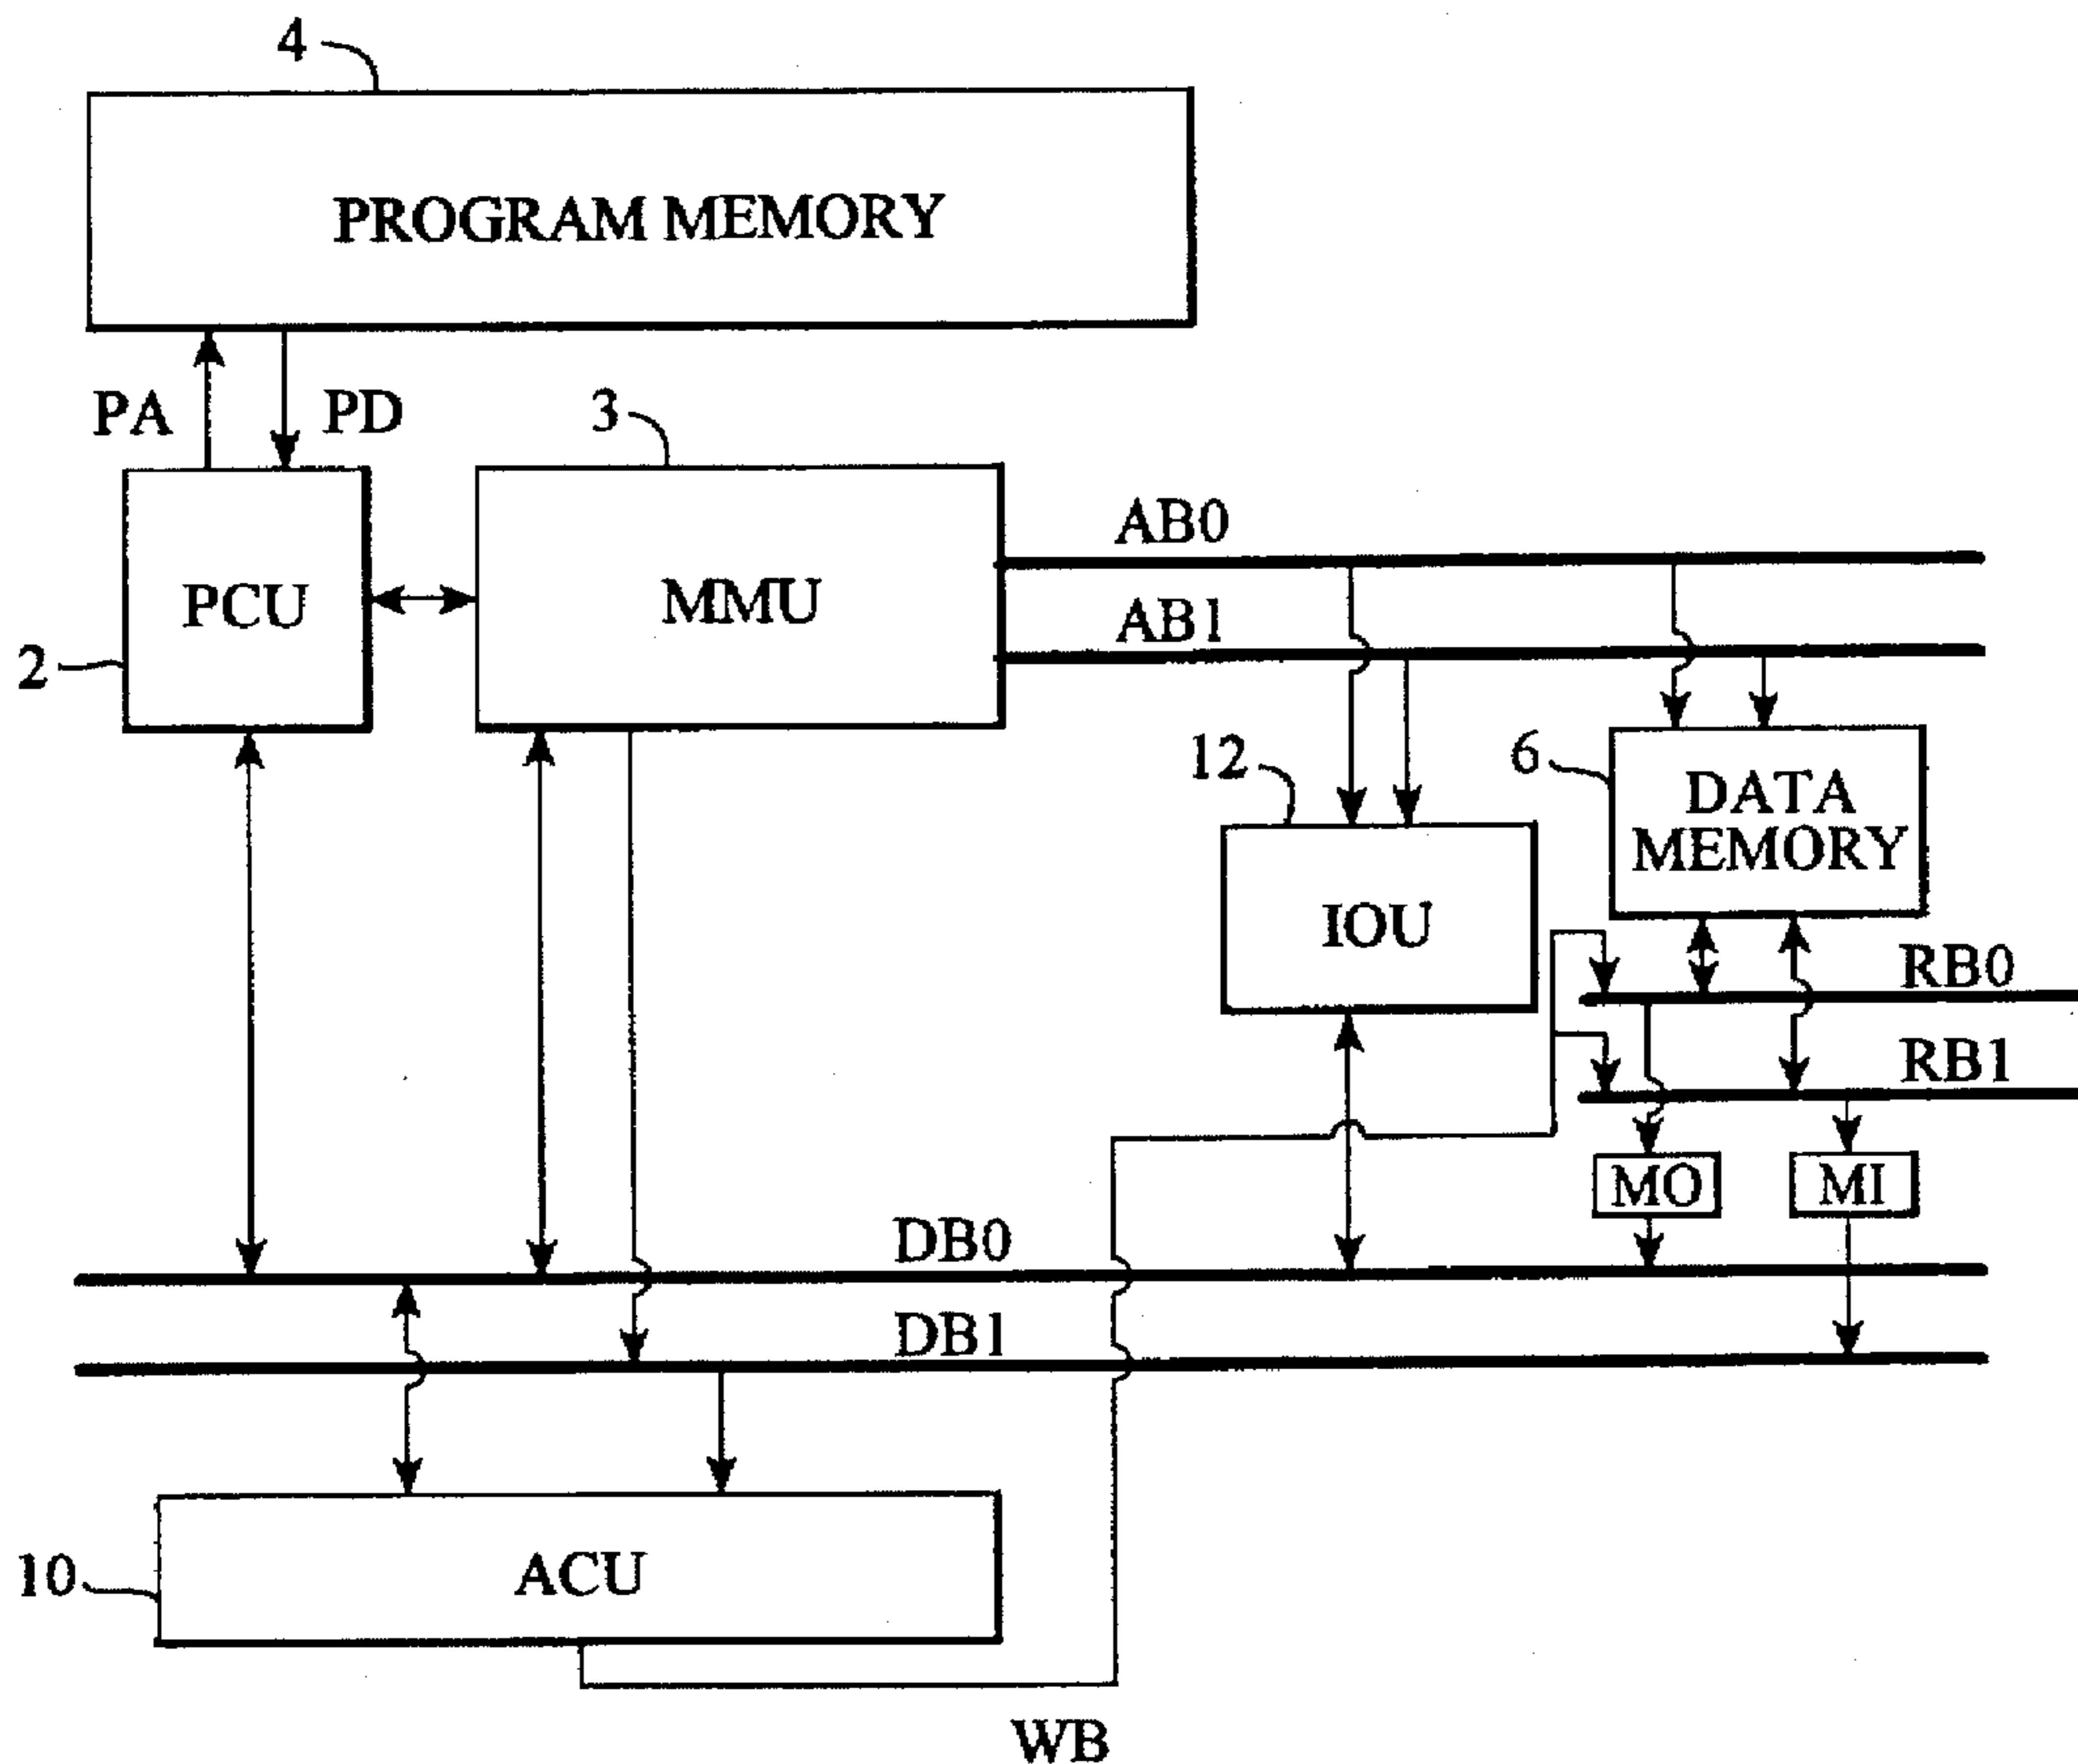 4
PROGRAM MEMORY
PA
PD
3
AB0
PCU
MMU
AB1
2
12
6
DATA
MEMORY
IOU
RB0
RB1
MO
MI
DB0
DB1
10
ACU
WB